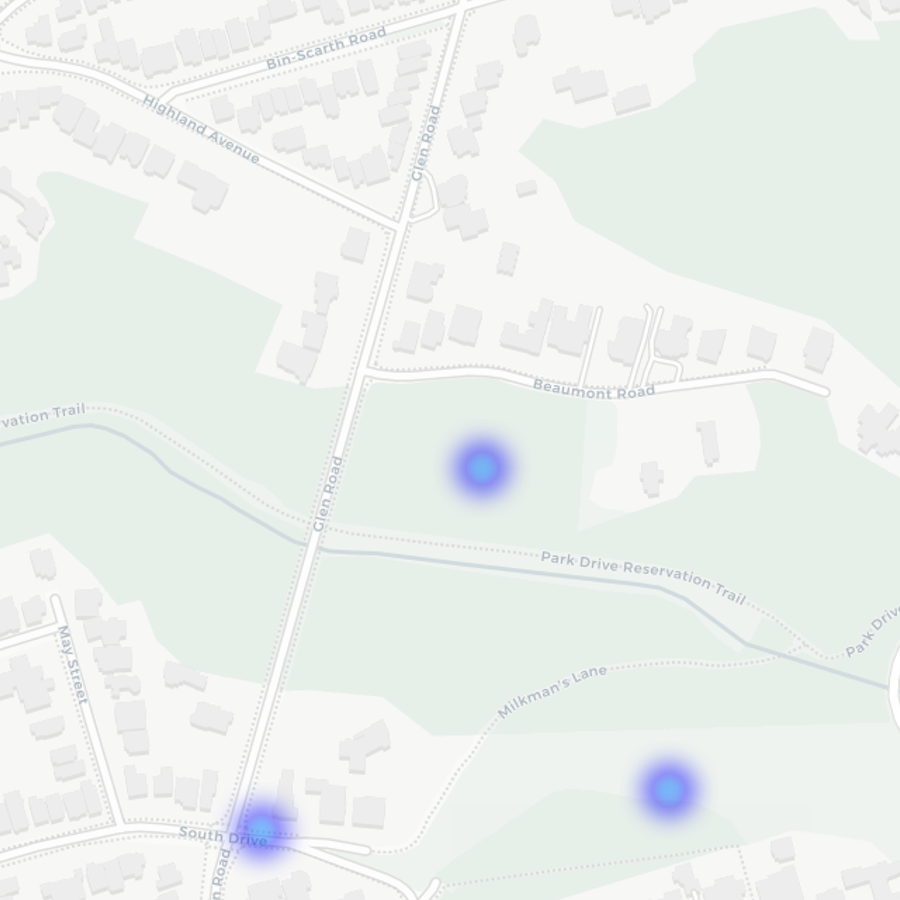 Bin-Scarth Road
Highland Avenue
Glen Road
Beaumont Road
vation Trail
Glen Road
Park Drive Reservation Trail
Park Drive
Milkman's Lane
May Street
South Drive
n Road